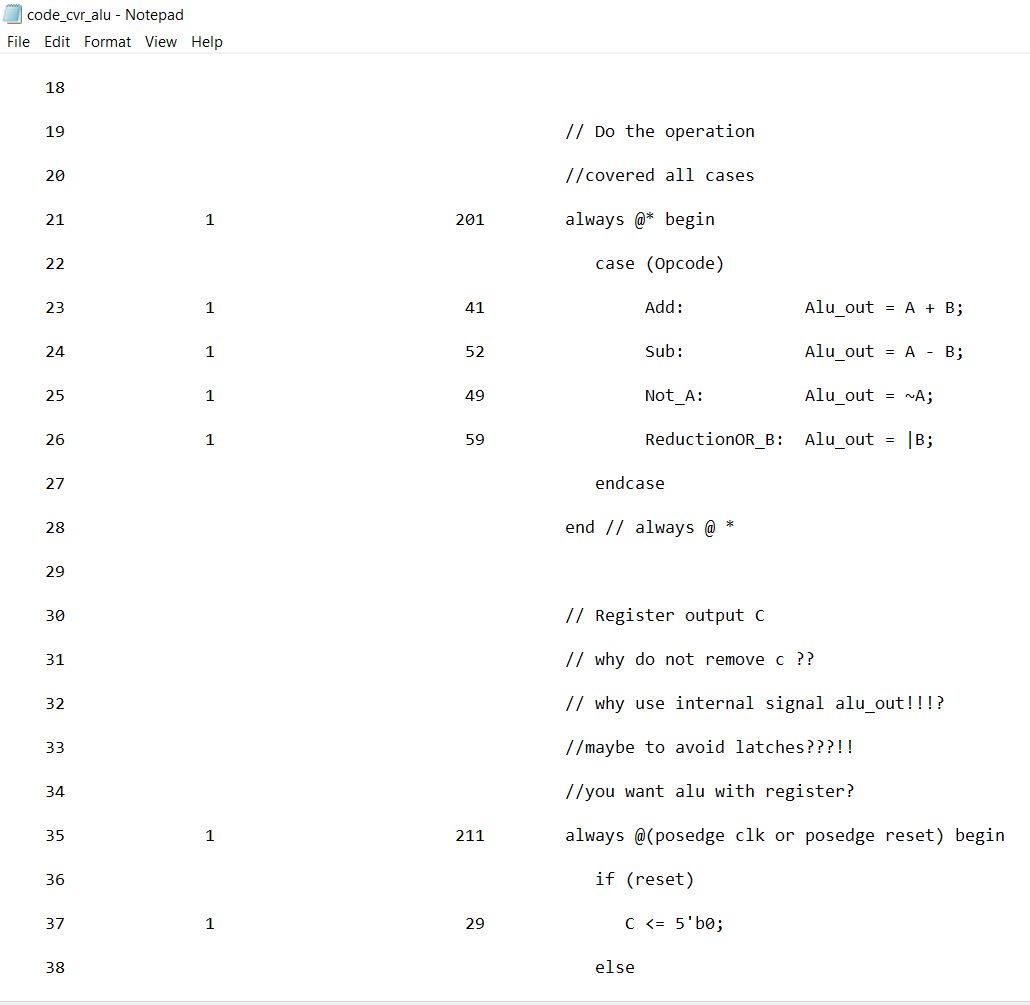 code_cvr_alu - Notepad
File Edit Format View Help
18
19 // Do the operation
20 //covered all cases
21 1 201 always @* begin
22 case (Opcode)
23 1 41 Add: Alu_out = A + B;
24 1 52 Sub: Alu_out = A - B;
25 1 49 Not_A: Alu_out = ~A;
26 1 59 ReductionOR_B: Alu_out = |B;
27 endcase
28 end // always @ *
29
30 // Register output C
31 // why do not remove c ??
32 // why use internal signal alu_out!!!?
33 //maybe to avoid latches???!!
34 //you want alu with register?
35 1 211 always @(posedge clk or posedge reset) begin
36 if (reset)
37 1 29 C <= 5'b0;
38 else